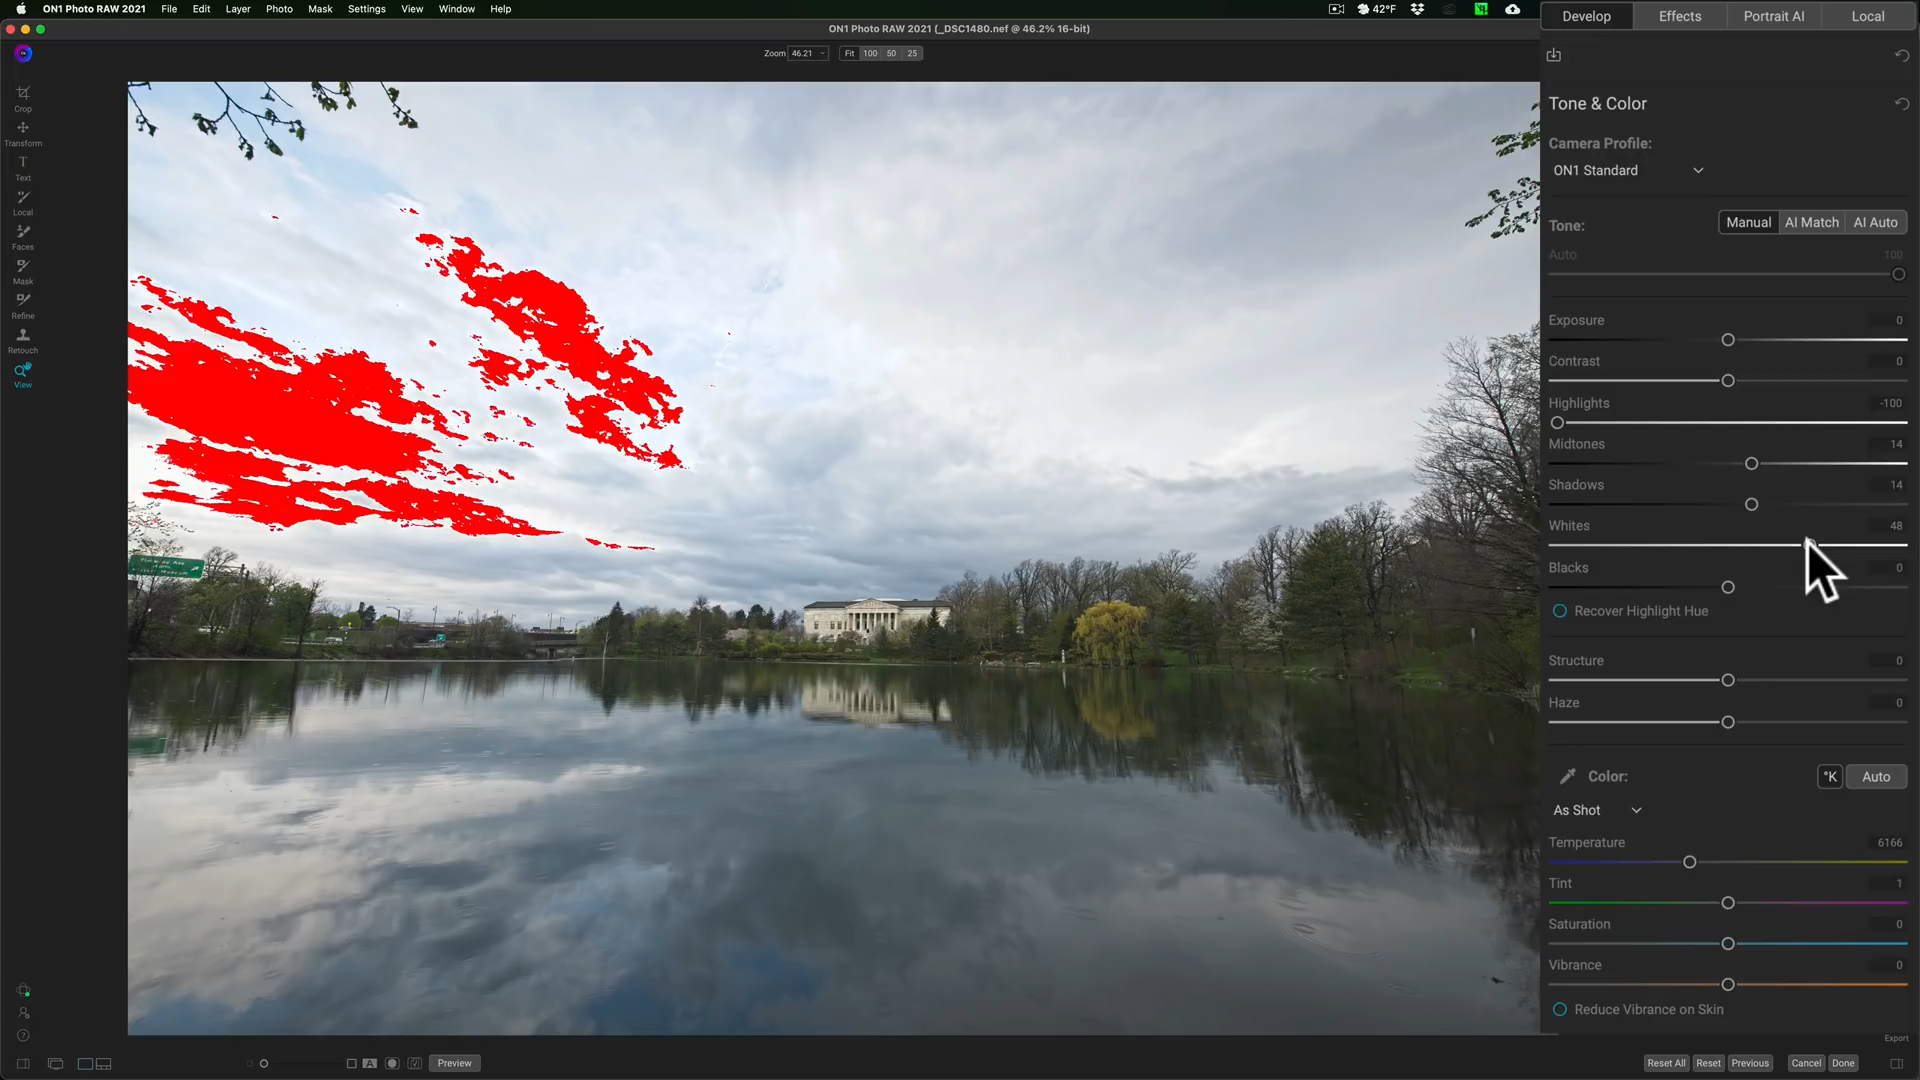 ON1 Photo RAW 2021 File Edit Layer Photo Mask Settings View Window Help 42°F
ON1 Photo RAW 2021 (_DSC1480.nef @ 46.2% 16-bit)
Develop Effects Portrait AI Local
Zoom 46.21 Fit 100 50 25
Crop
Transform
Text
Local
Faces
Mask
Refine
Retouch
View
Tone & Color
Camera Profile:
ON1 Standard
Tone: Manual AI Match AI Auto
Auto 100
Exposure 0
Contrast 0
Highlights -100
Midtones 14
Shadows 14
Whites 48
Blacks 0
Recover Highlight Hue
Structure 0
Haze 0
Color: °K Auto
As Shot
Temperature 6166
Tint 1
Saturation 0
Vibrance 0
Reduce Vibrance on Skin
Export
A Preview Reset All Reset Previous Cancel Done